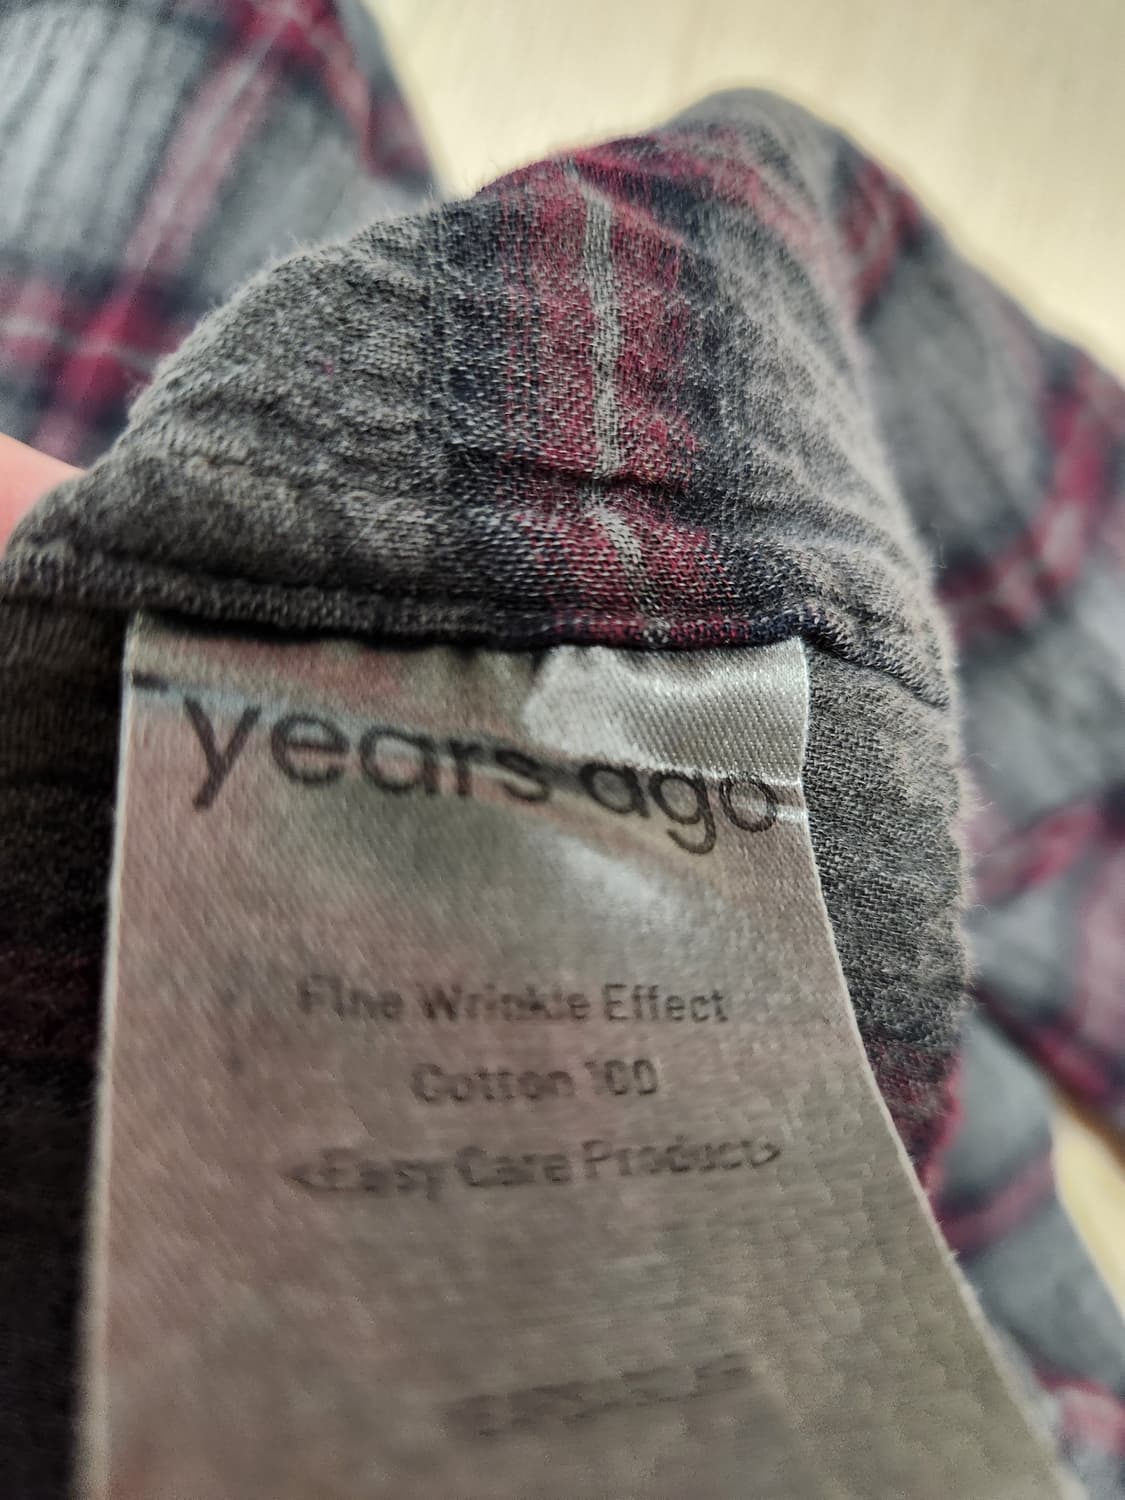 years ago
Fine Wrinkle Effect
Cotton 100
<Easy Care Product>